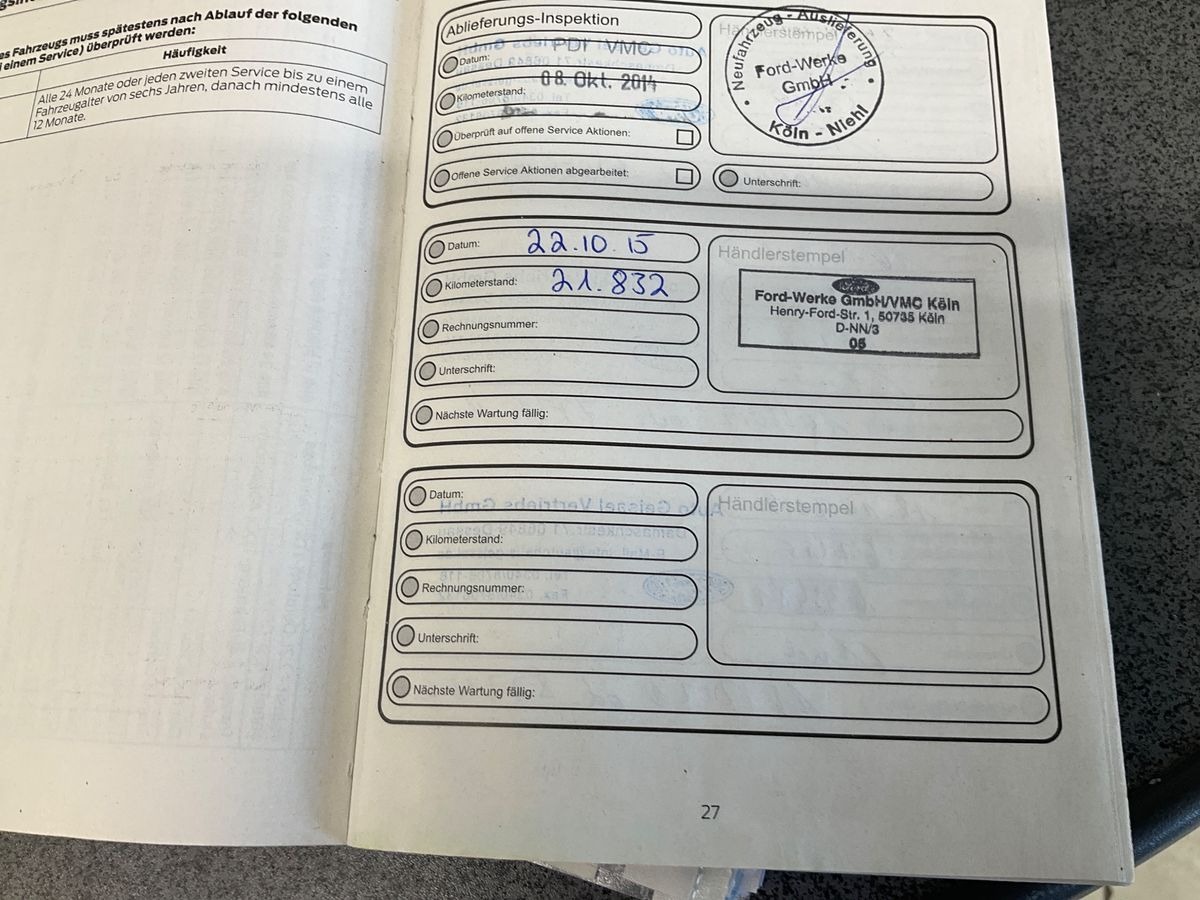 es Fahrzeugs muss spätestens nach Ablauf der folgenden
einem Service) überprüft werden:
Häufigkeit
Alle 24 Monate oder jeden zweiten Service bis zu einem
Fahrzeugalter von sechs Jahren, danach mindestens alle
12 Monate.
Ablieferungs-Inspektion
PDI VMC
Datum:
08. Okt. 2014
Kilometerstand:
Überprüft auf offene Service Aktionen:
Offene Service Aktionen abgearbeitet:
Händlerstempel
Neufahrzeug - Auslieferung
Ford-Werke
GmbH
Köln - Niehl
Unterschrift:
Datum: 22.10.15
Kilometerstand: 21.832
Rechnungsnummer:
Unterschrift:
Nächste Wartung fällig:
Händlerstempel
Ford
Ford-Werke GmbH/VMC Köln
Henry-Ford-Str. 1, 50735 Köln
D-NN/3
06
Datum:
Kilometerstand:
Rechnungsnummer:
Unterschrift:
Nächste Wartung fällig:
Händlerstempel
27